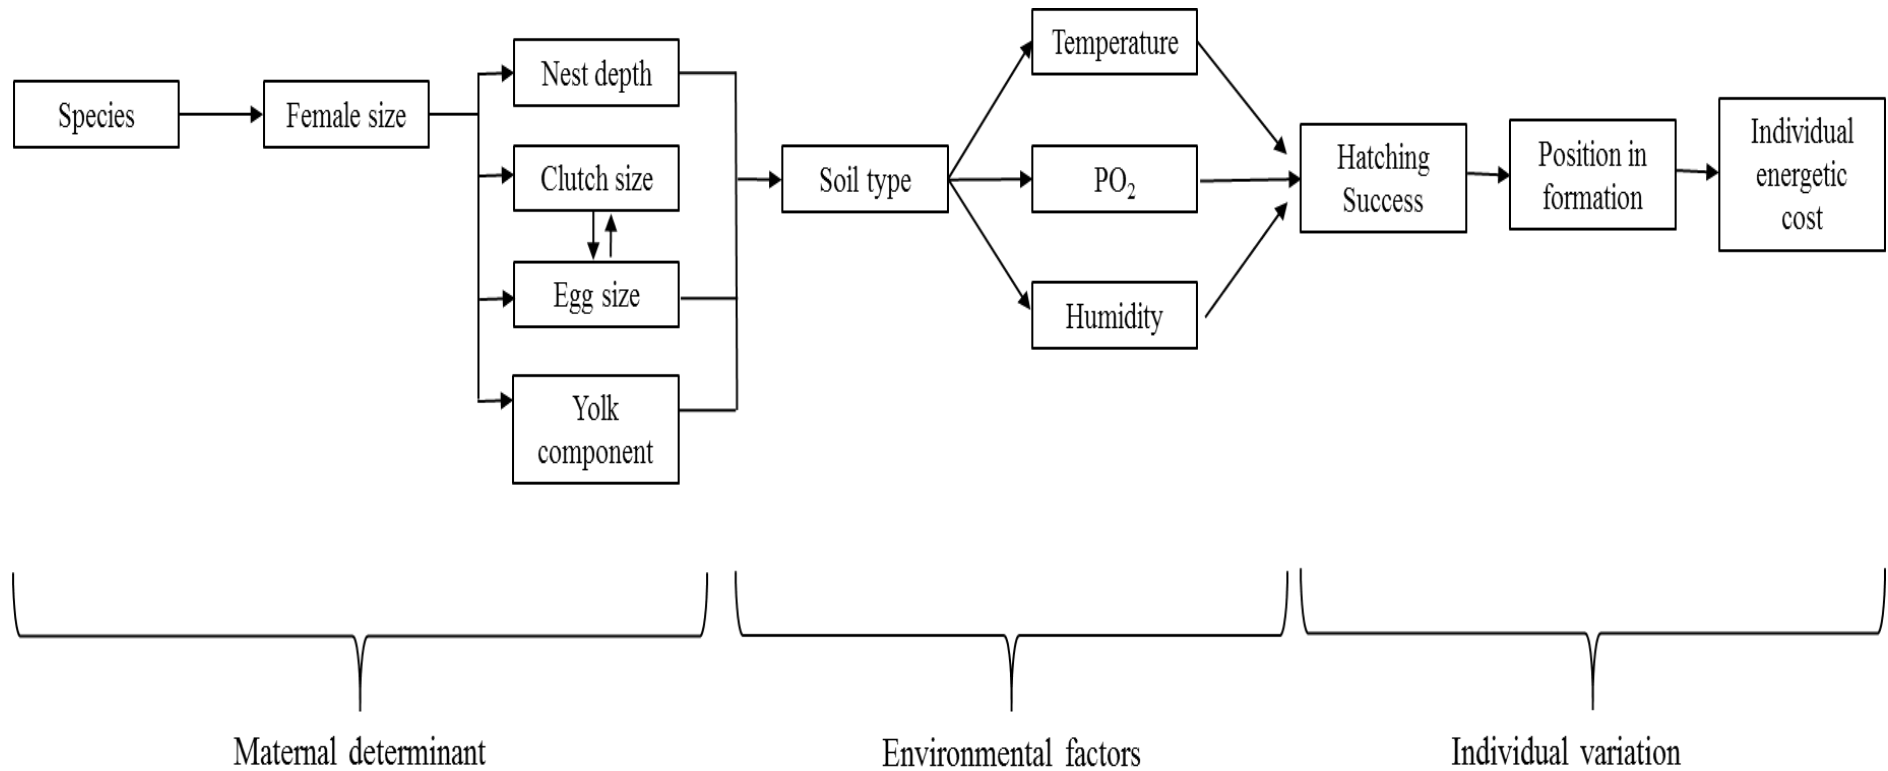 Species
Female size
Nest depth
Clutch size
Egg size
Yolk
component
Soil type
Temperature
PO₂
Humidity
Hatching
Success
Position in
formation
Individual
energetic
cost
Maternal determinant
Environmental factors
Individual variation